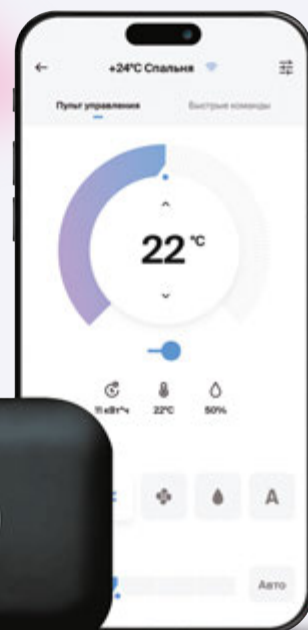 +24°C Спальня
Пульт управления Быстрые команды
22 °C
11 кВт*ч 22°C 50%
A
Авто